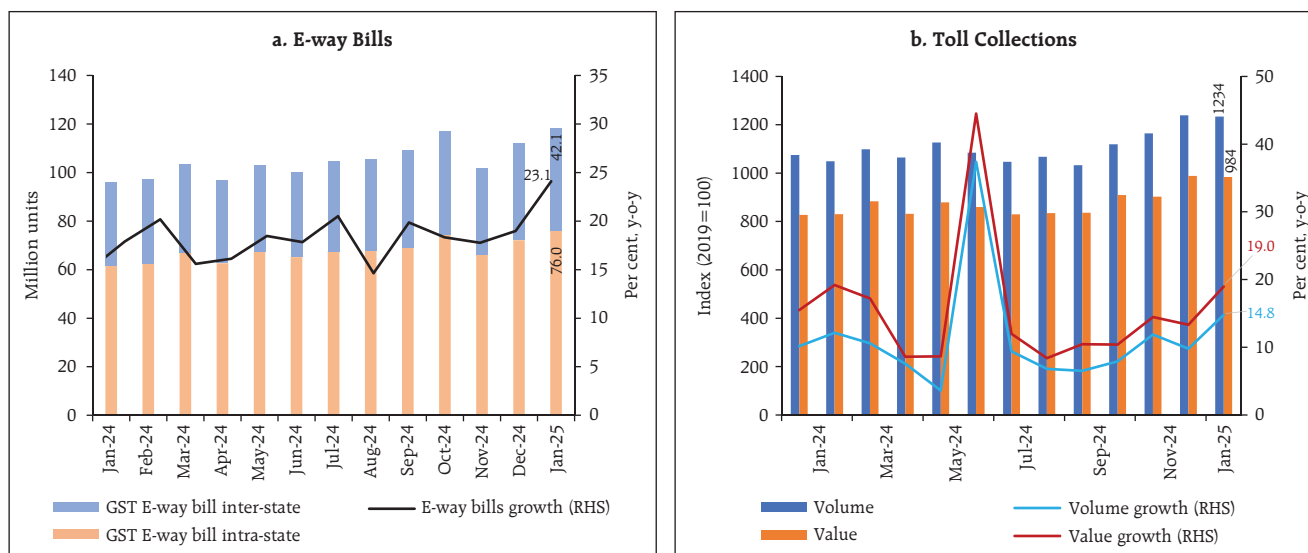 a. E-way Bills
140
120
100
80
60
40
20
0
Million units
35
30
25
20
15
10
5
0
Per cent, y-o-y
23.1
42.1
76.0
Jan-24
Feb-24
Mar-24
Apr-24
May-24
Jun-24
Jul-24
Aug-24
Sep-24
Oct-24
Nov-24
Dec-24
Jan-25
GST E-way bill inter-state
E-way bills growth (RHS)
GST E-way bill intra-state
b. Toll Collections
1400
1200
1000
800
600
400
200
0
Index (2019=100)
50
40
30
20
10
0
Per cent, y-o-y
1234
984
19.0
14.8
Jan-24
Mar-24
May-24
Jul-24
Sep-24
Nov-24
Jan-25
Volume
Volume growth (RHS)
Value
Value growth (RHS)